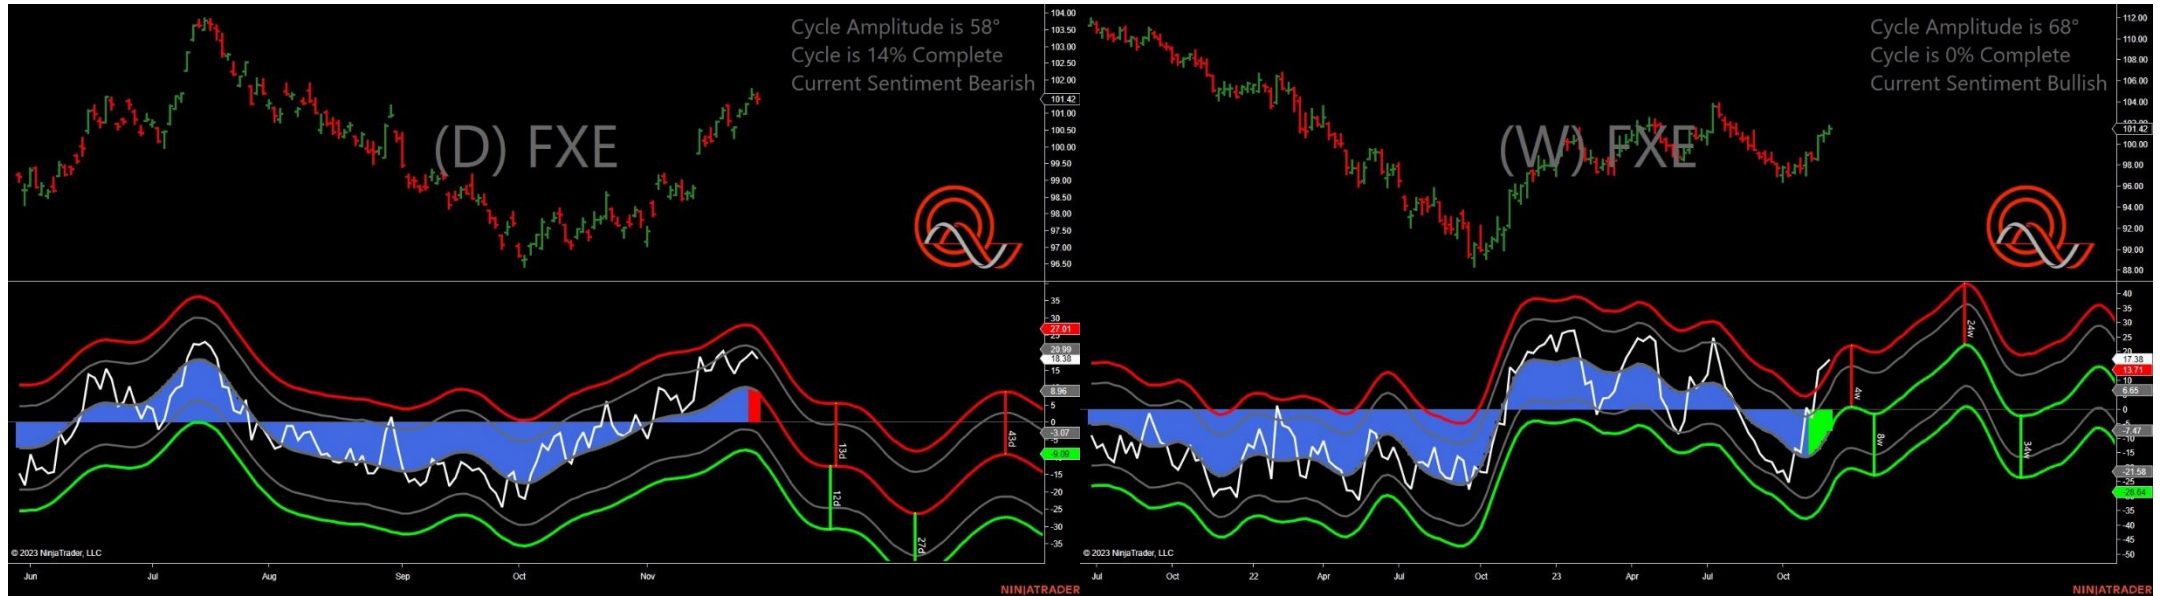 Cycle Amplitude is 58°
Cycle is 14% Complete
Current Sentiment Bearish
(D) FXE
104.00
103.50
103.00
102.50
102.00
101.42
101.00
100.50
100.00
99.50
99.00
98.50
98.00
97.50
97.00
96.50
35
30
27.01
20.99
18.38
15
8.96
5
0
-3.07
-9.09
-15
-20
-25
-30
-35
13d
12d
27d
43d
© 2023 NinjaTrader, LLC
Jun Jul Aug Sep Oct Nov
NINJATRADER
Cycle Amplitude is 68°
Cycle is 0% Complete
Current Sentiment Bullish
(W) FXE
112.00
110.00
108.00
106.00
104.00
101.42
100.00
98.00
96.00
94.00
92.00
90.00
88.00
40
35
30
25
20
17.38
13.71
10
6.65
0
-7.47
-15
-21.58
-25
-28.64
-35
-40
-45
-50
4w
8w
24w
34w
© 2023 NinjaTrader, LLC
Jul Oct 22 Apr Jul Oct 23 Apr Jul Oct
NINJATRADER